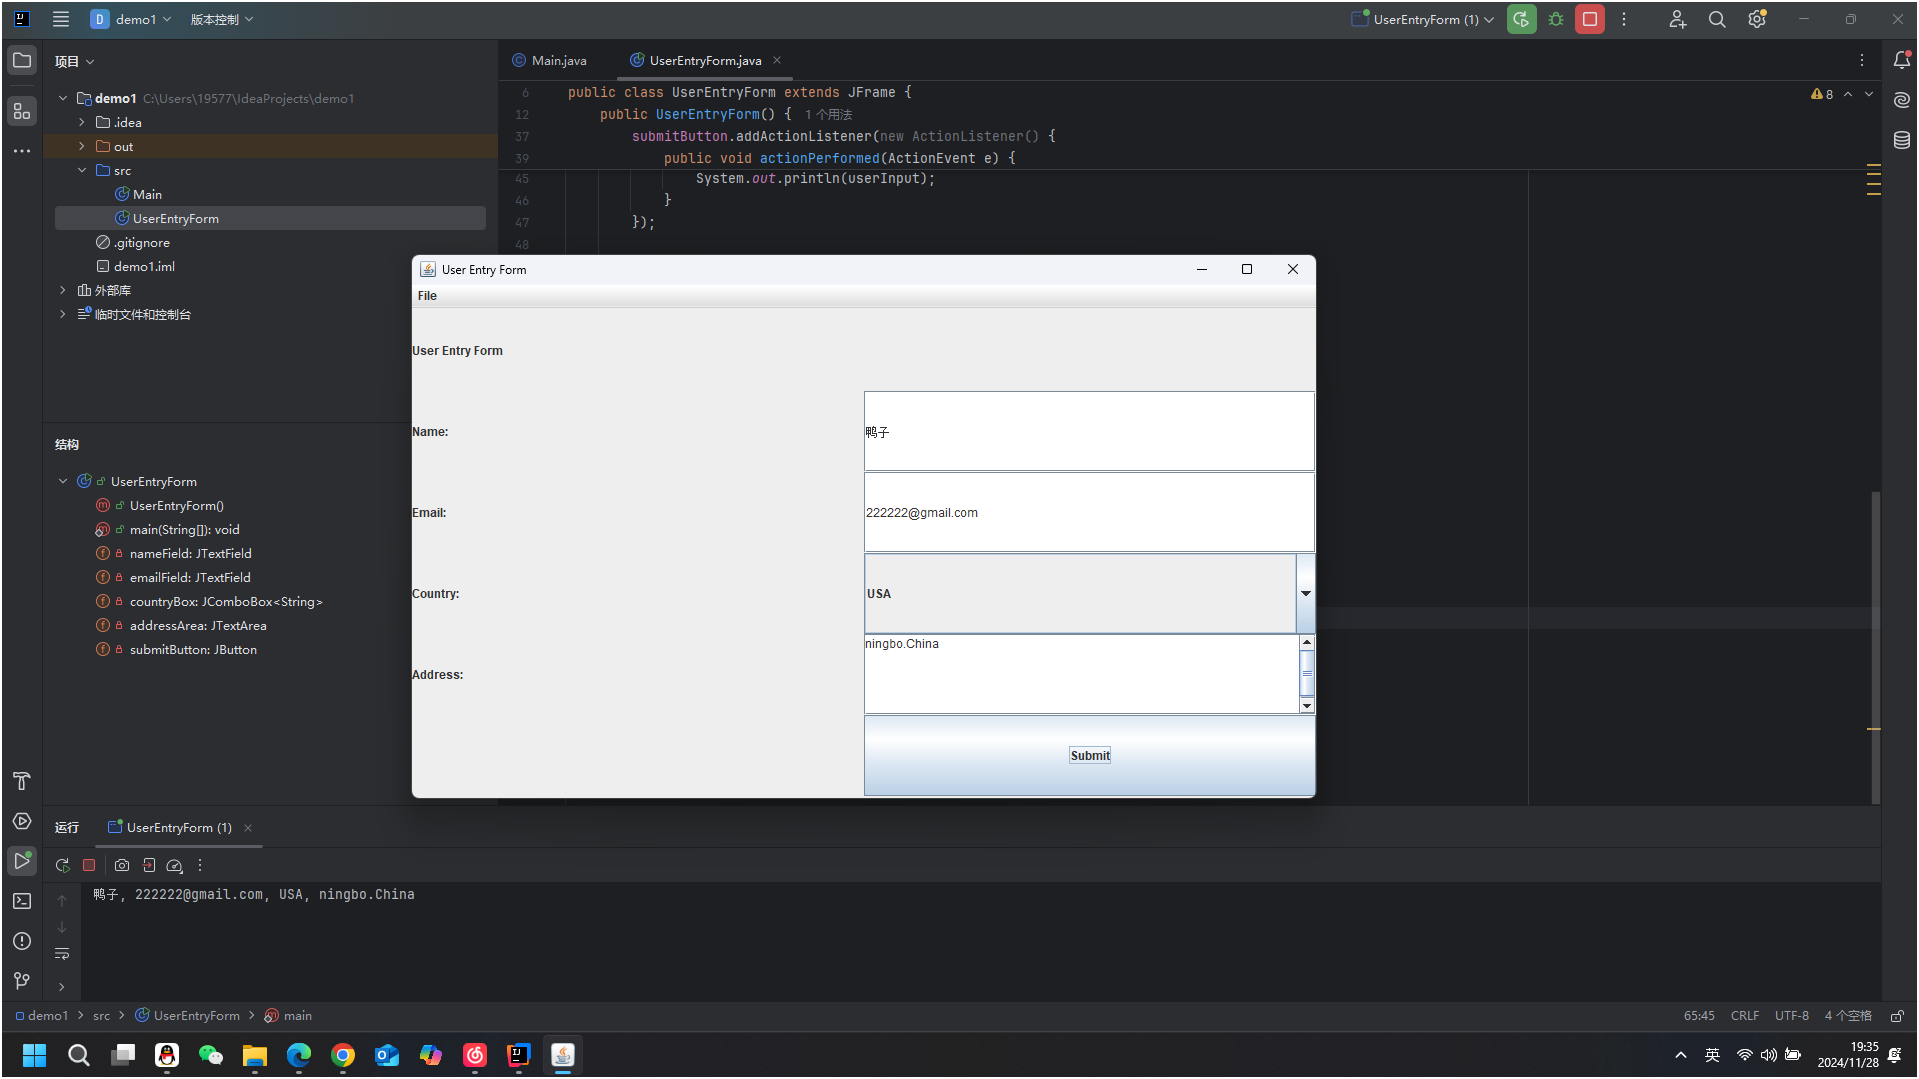 D demo1 版本控制
UserEntryForm (1)
项目
demo1 C:\Users\19577\IdeaProjects\demo1
.idea
out
src
Main
UserEntryForm
.gitignore
demo1.iml
外部库
临时文件和控制台
Main.java
UserEntryForm.java
6 public class UserEntryForm extends JFrame {
12 public UserEntryForm() { 1 个用法
37 submitButton.addActionListener(new ActionListener() {
39 public void actionPerformed(ActionEvent e) {
45 System.out.println(userInput);
46 }
47 });
48
8
User Entry Form
File
User Entry Form
Name:
鸭子
Email:
222222@gmail.com
Country:
USA
Address:
ningbo.China
Submit
结构
UserEntryForm
UserEntryForm()
main(String[]): void
nameField: JTextField
emailField: JTextField
countryBox: JComboBox<String>
addressArea: JTextArea
submitButton: JButton
运行
UserEntryForm (1)
鸭子, 222222@gmail.com, USA, ningbo.China
demo1 > src > UserEntryForm > main
65:45 CRLF UTF-8 4 个空格
英
19:35
2024/11/28